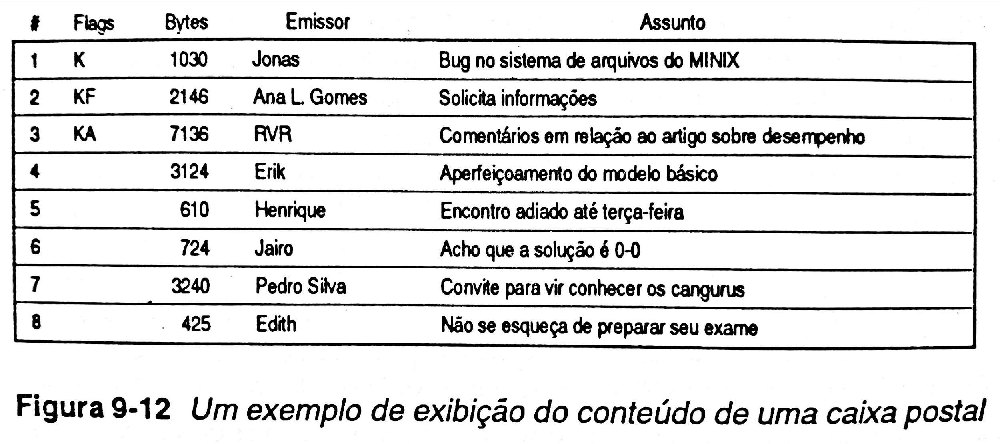 # Flags Bytes Emissor Assunto
1 K 1030 Jonas Bug no sistema de arquivos do MINIX
2 KF 2146 Ana L. Gomes Solicita informações
3 KA 7136 RVR Comentários em relação ao artigo sobre desempenho
4 3124 Erik Aperfeiçoamento do modelo básico
5 610 Henrique Encontro adiado até terça-feira
6 724 Jairo Acho que a solução é 0-0
7 3240 Pedro Silva Convite para vir conhecer os cangurus
8 425 Edith Não se esqueça de preparar seu exame
Figura 9-12 Um exemplo de exibição do conteúdo de uma caixa postal